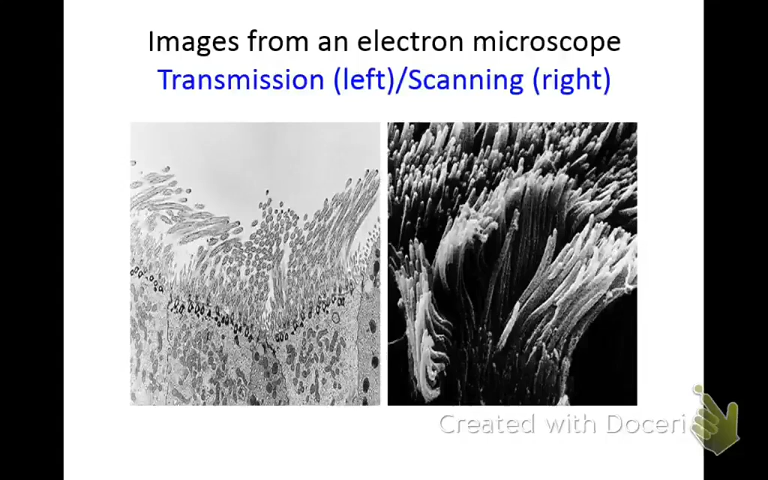 Images from an electron microscope
Transmission (left)/Scanning (right)
Created with Doceri